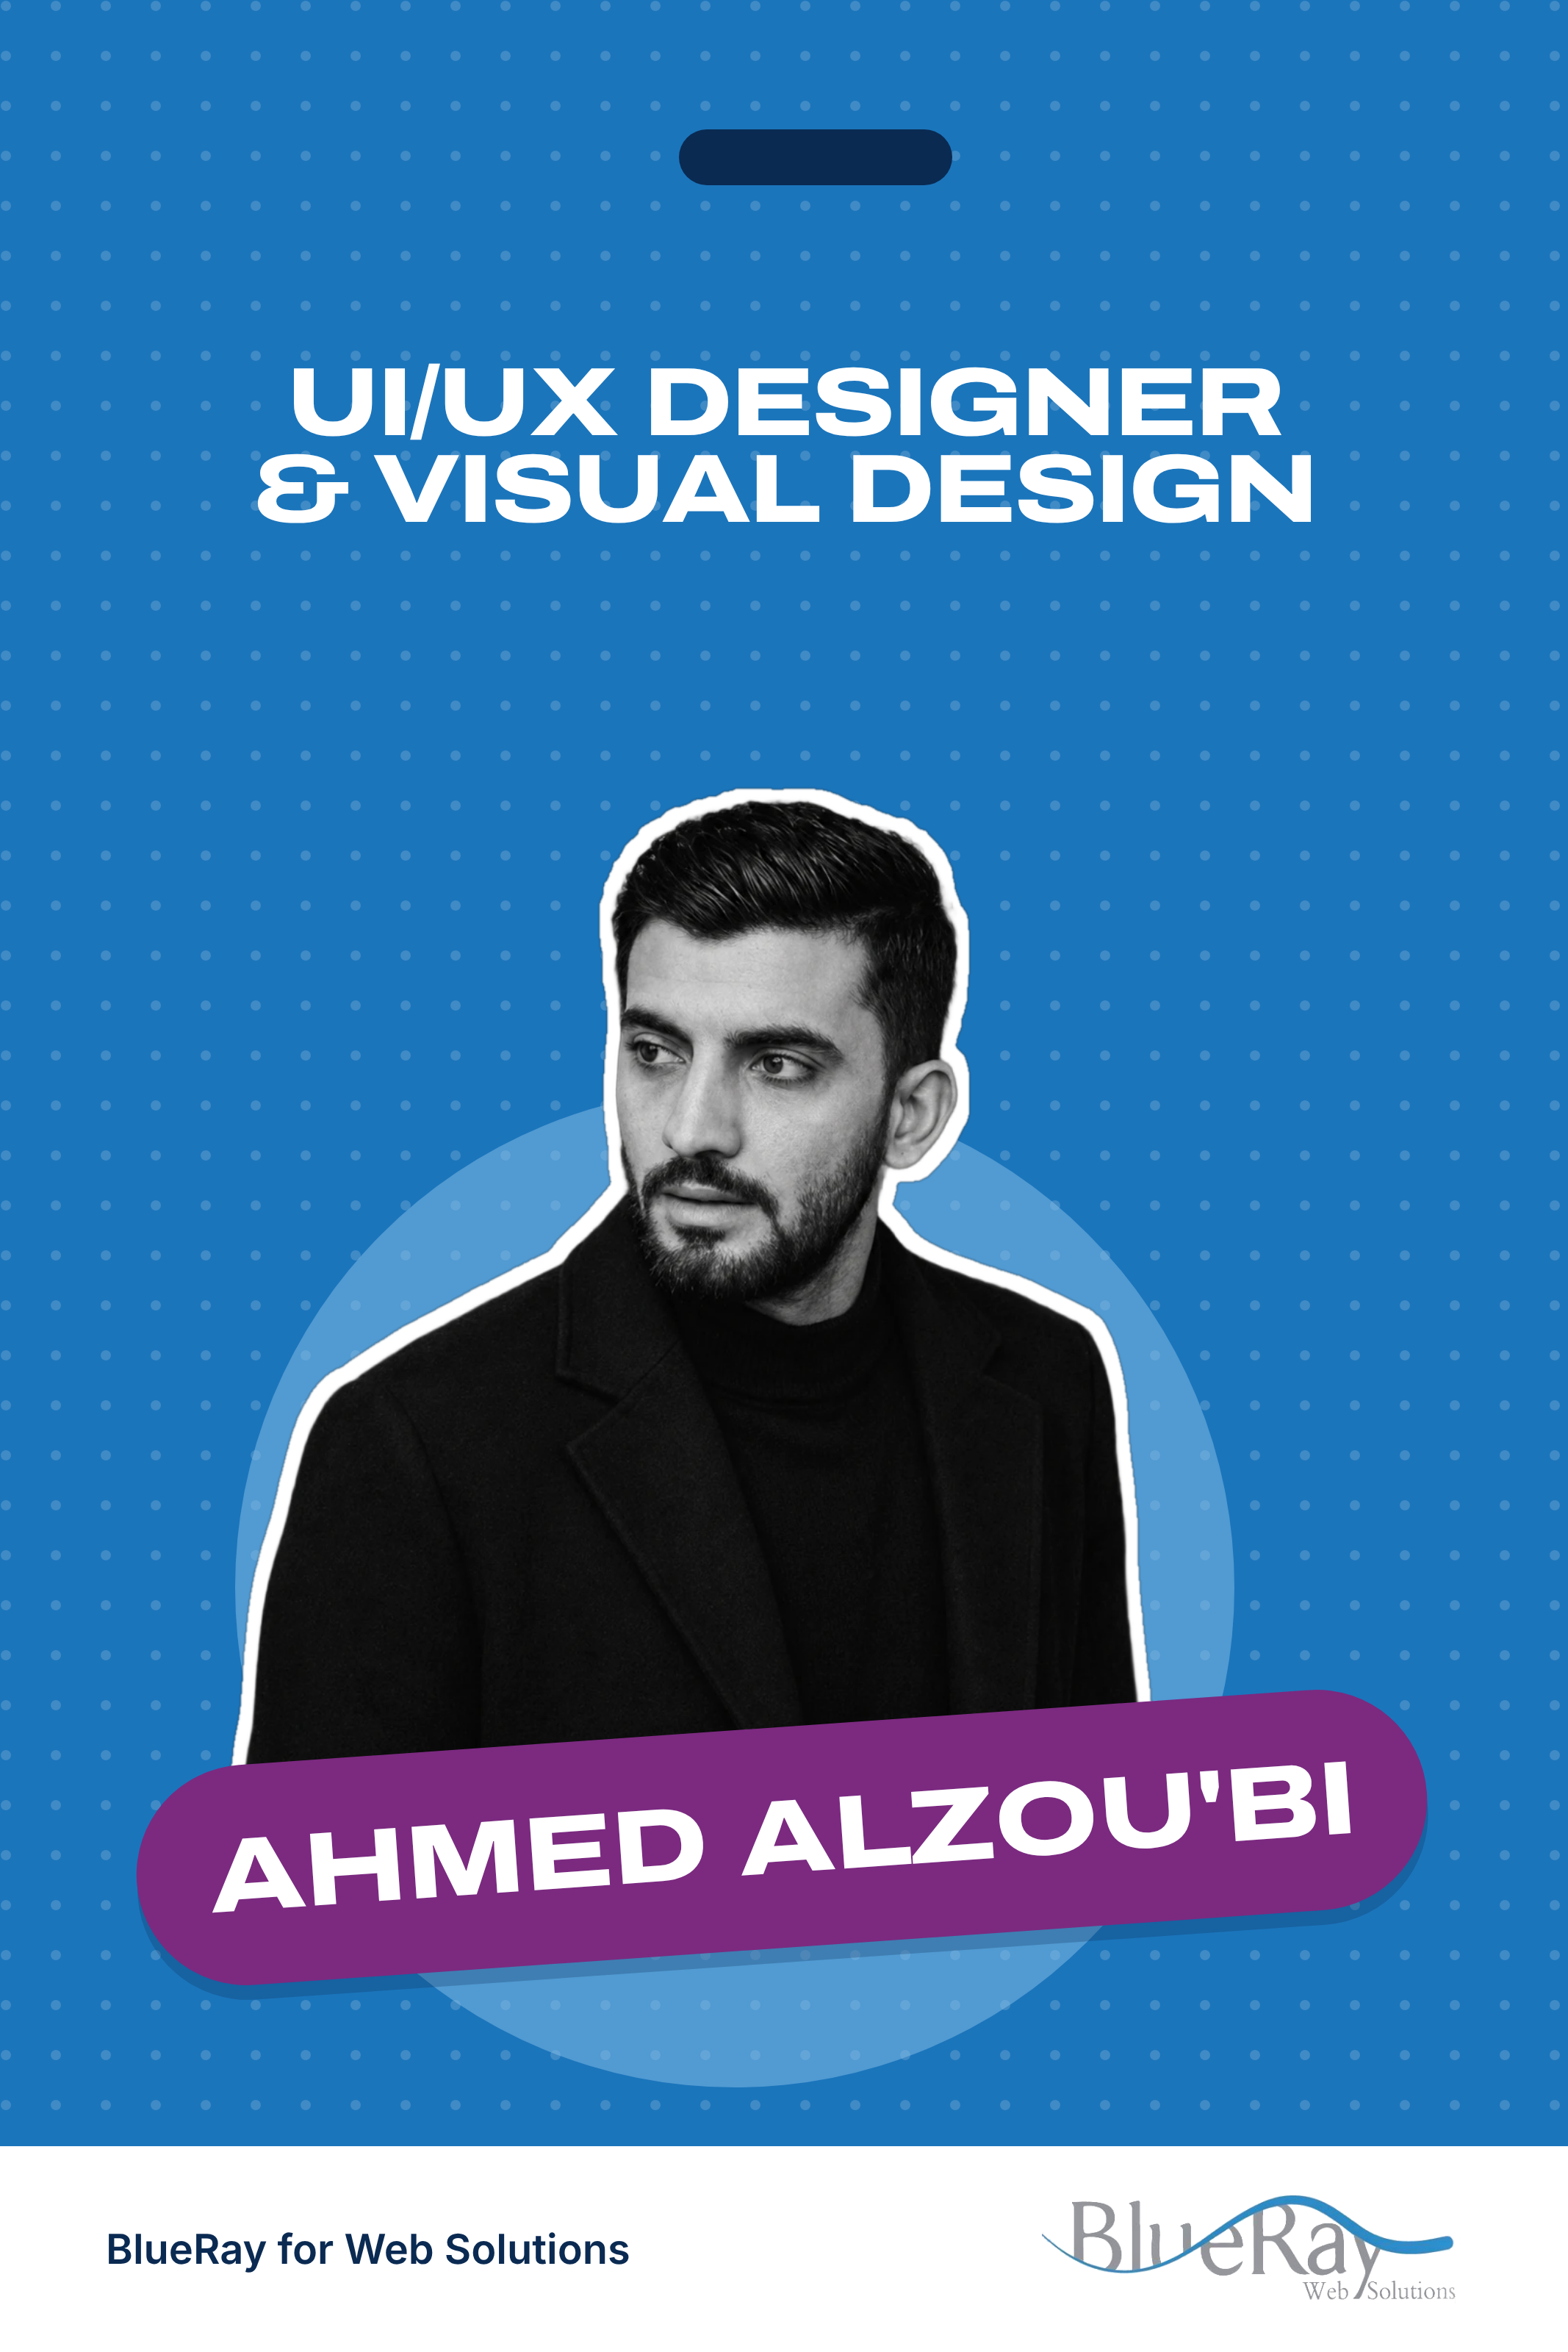 UI/UX DESIGNER
& VISUAL DESIGN
AHMED ALZOU'BI
BlueRay for Web Solutions
BlueRay
Web Solutions